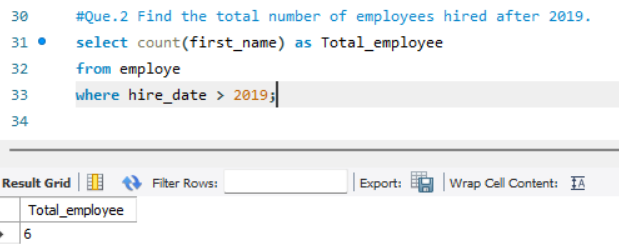 30 #Que.2 Find the total number of employees hired after 2019.
31 select count(first_name) as Total_employee
32 from employe
33 where hire_date > 2019;
34
Result Grid Filter Rows: Export: Wrap Cell Content:
Total_employee
6